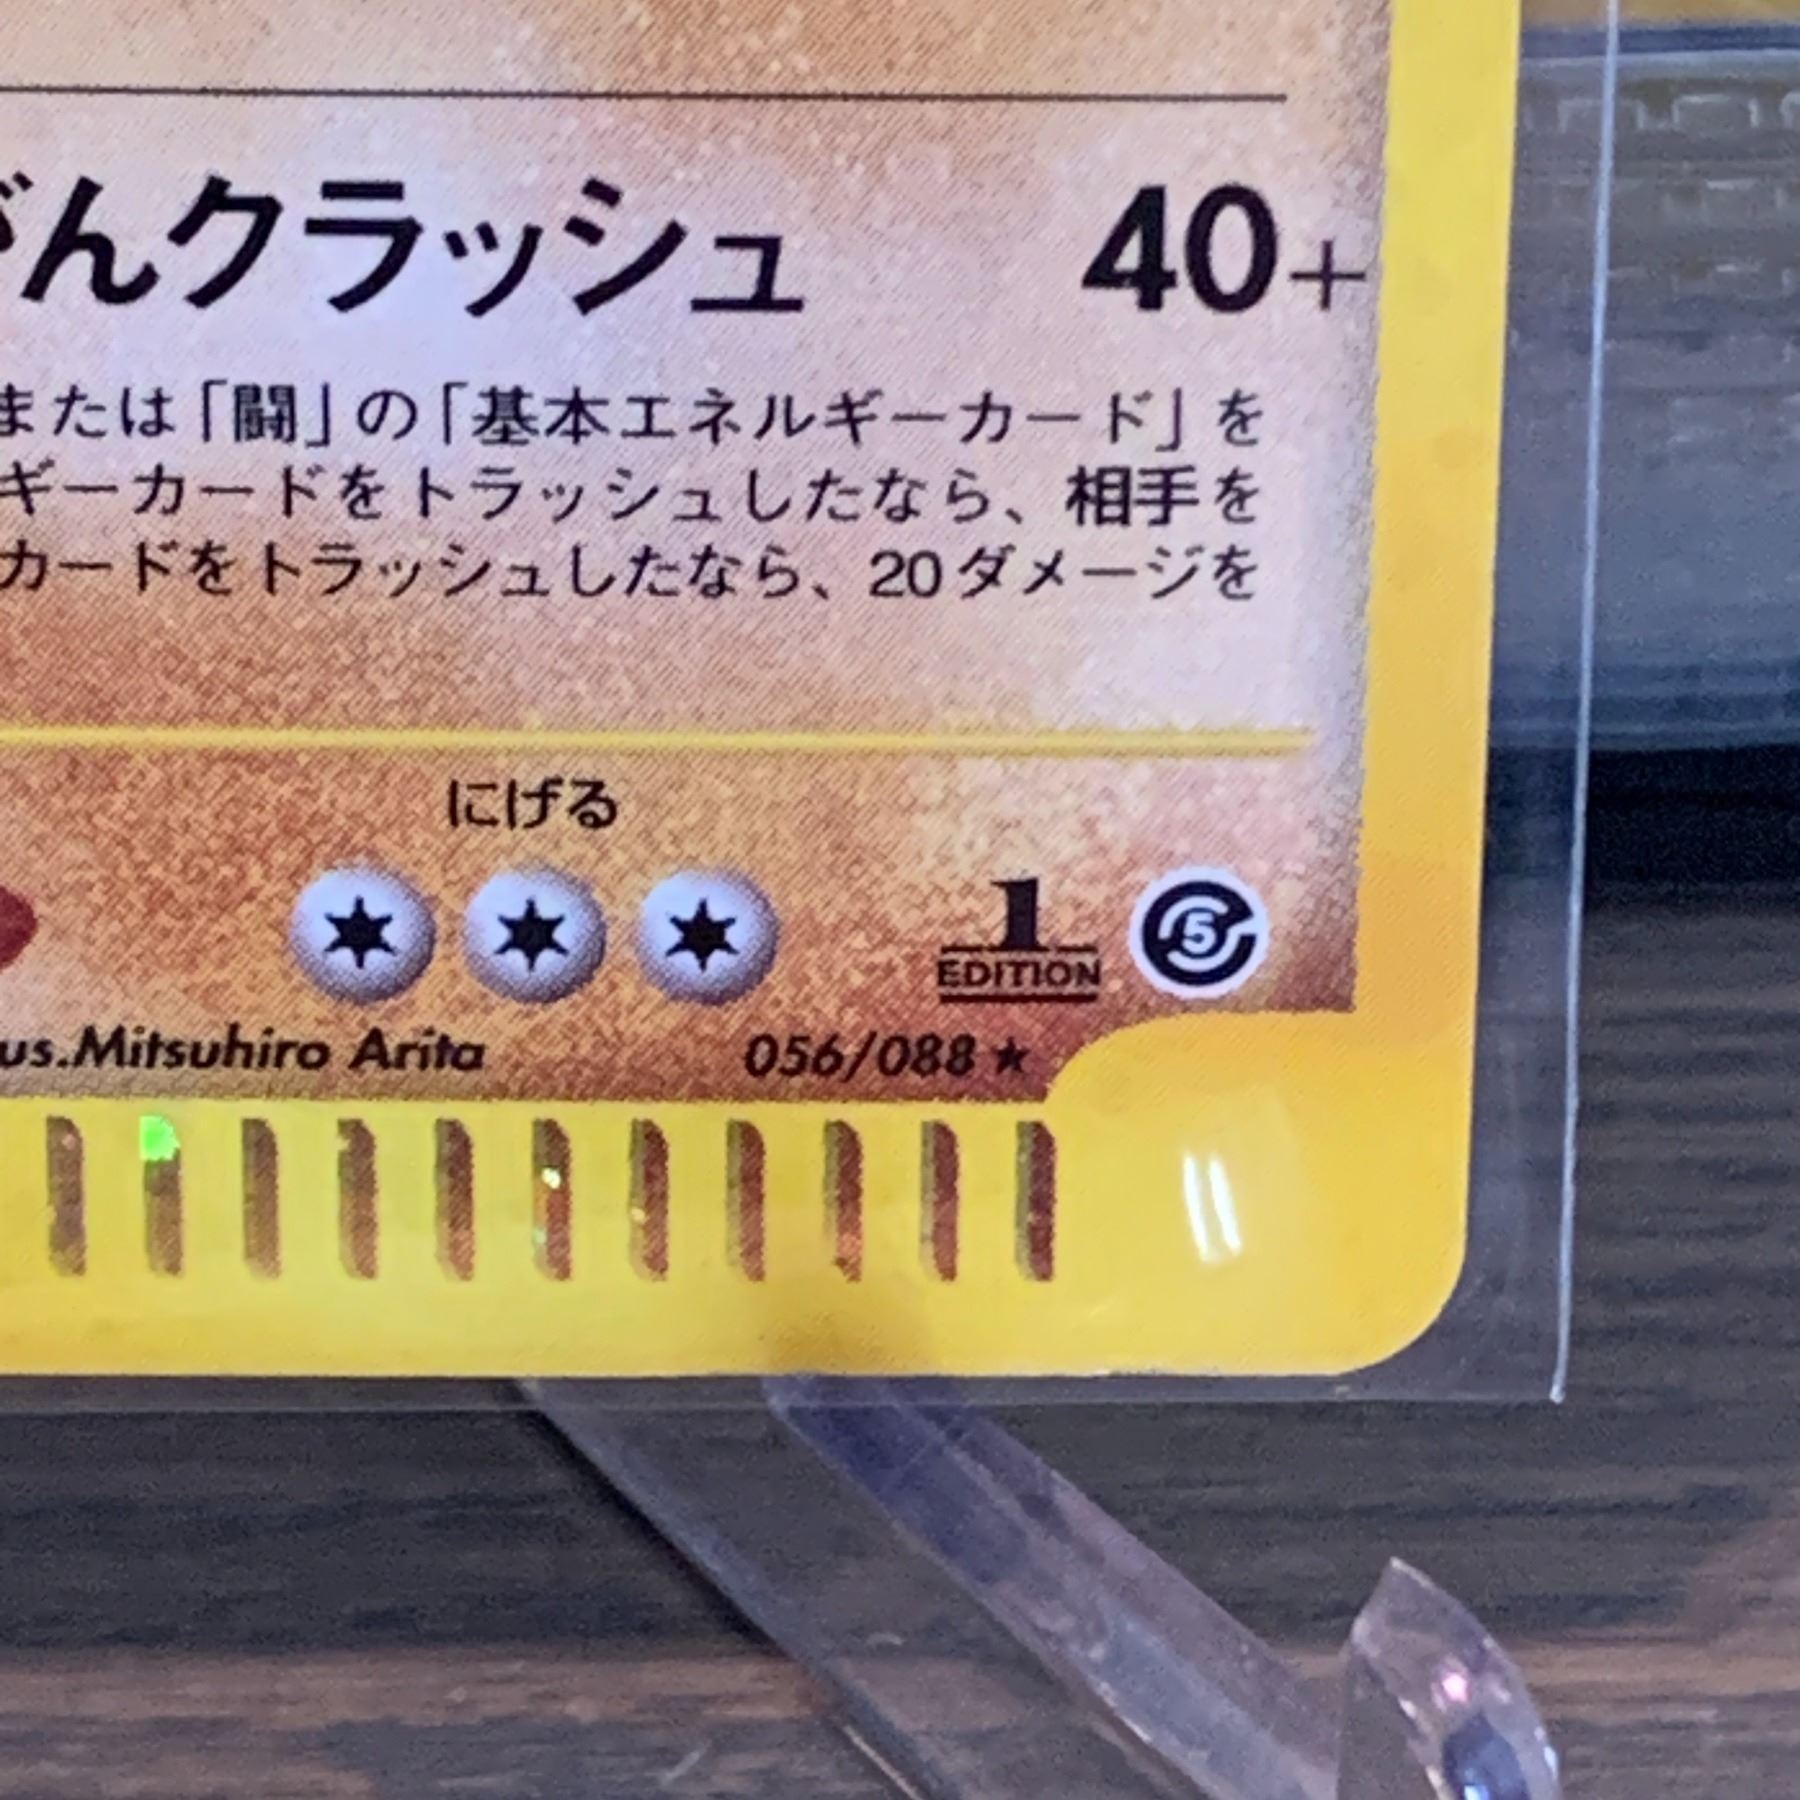 がんクラッシュ 40+
または「闘」の「基本エネルギーカード」を
ギーカードをトラッシュしたなら、相手を
カードをトラッシュしたなら、20ダメージを
にげる
1
EDITION
5
us.Mitsuhiro Arita 056/088 ★